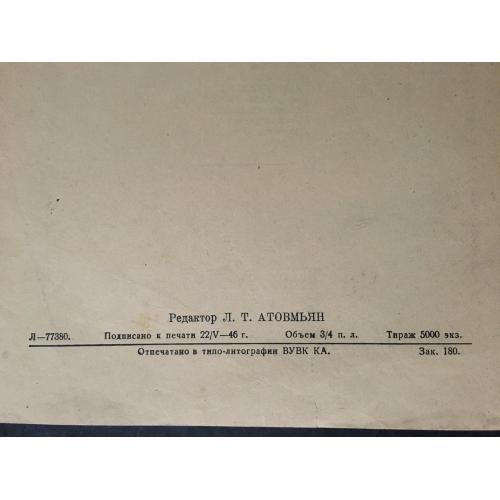 Редактор Л. Т. АТОВМЬЯН
Л—77380. Подписано к печати 22/V—46 г. Объем 3/4 п. л. Тираж 5000 экз.
Отпечатано в типо-литографии ВУВК КА. Зак. 180.